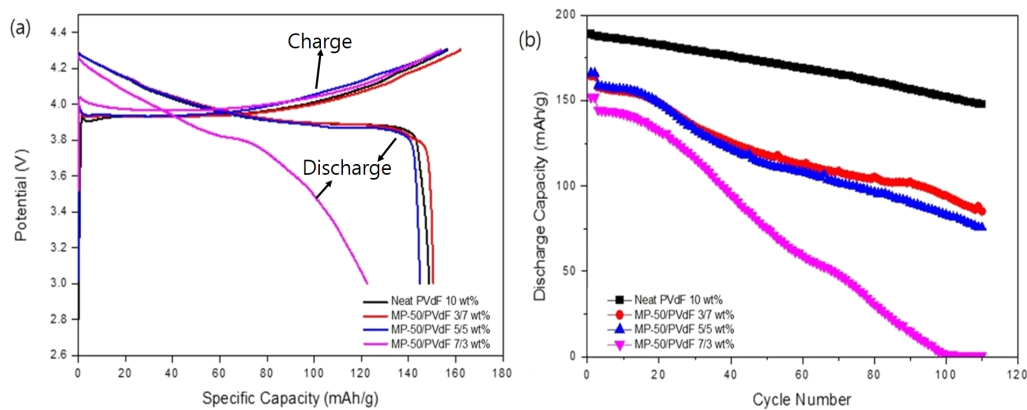 (a)
Potential (V)
4.4
4.2
4.0
3.8
3.6
3.4
3.2
3.0
2.8
2.6
Charge
Discharge
Neat PVdF 10 wt%
MP-50/PVdF 3/7 wt%
MP-50/PVdF 5/5 wt%
MP-50/PVdF 7/3 wt%
0 20 40 60 80 100 120 140 160 180
Specific Capacity (mAh/g)
(b)
Discharge Capacity (mAh/g)
200
150
100
50
0
Neat PVdF 10 wt%
MP-50/PVdF 3/7 wt%
MP-50/PVdF 5/5 wt%
MP-50/PVdF 7/3 wt%
0 20 40 60 80 100 120
Cycle Number